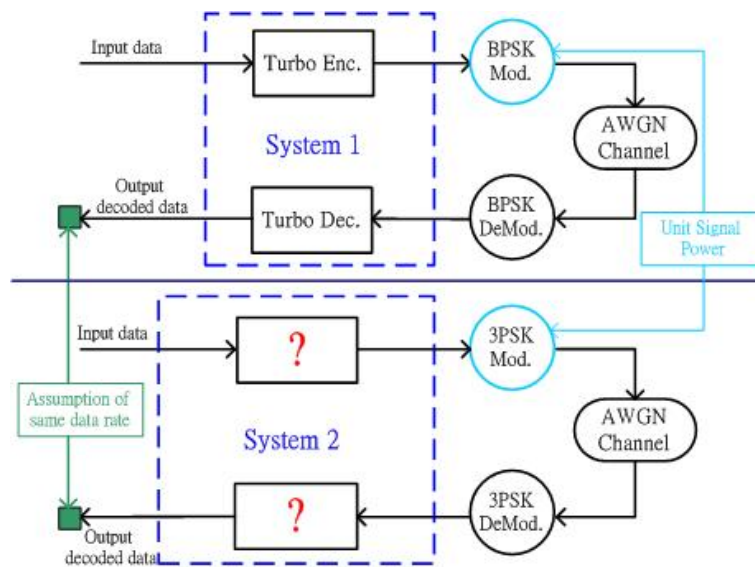 Input data
Turbo Enc.
BPSK
Mod.
AWGN
Channel
System 1
Output
decoded data
Turbo Dec.
BPSK
DeMod.
Unit Signal
Power
Input data
?
3PSK
Mod.
Assumption of
same data rate
AWGN
Channel
System 2
?
3PSK
DeMod.
Output
decoded data